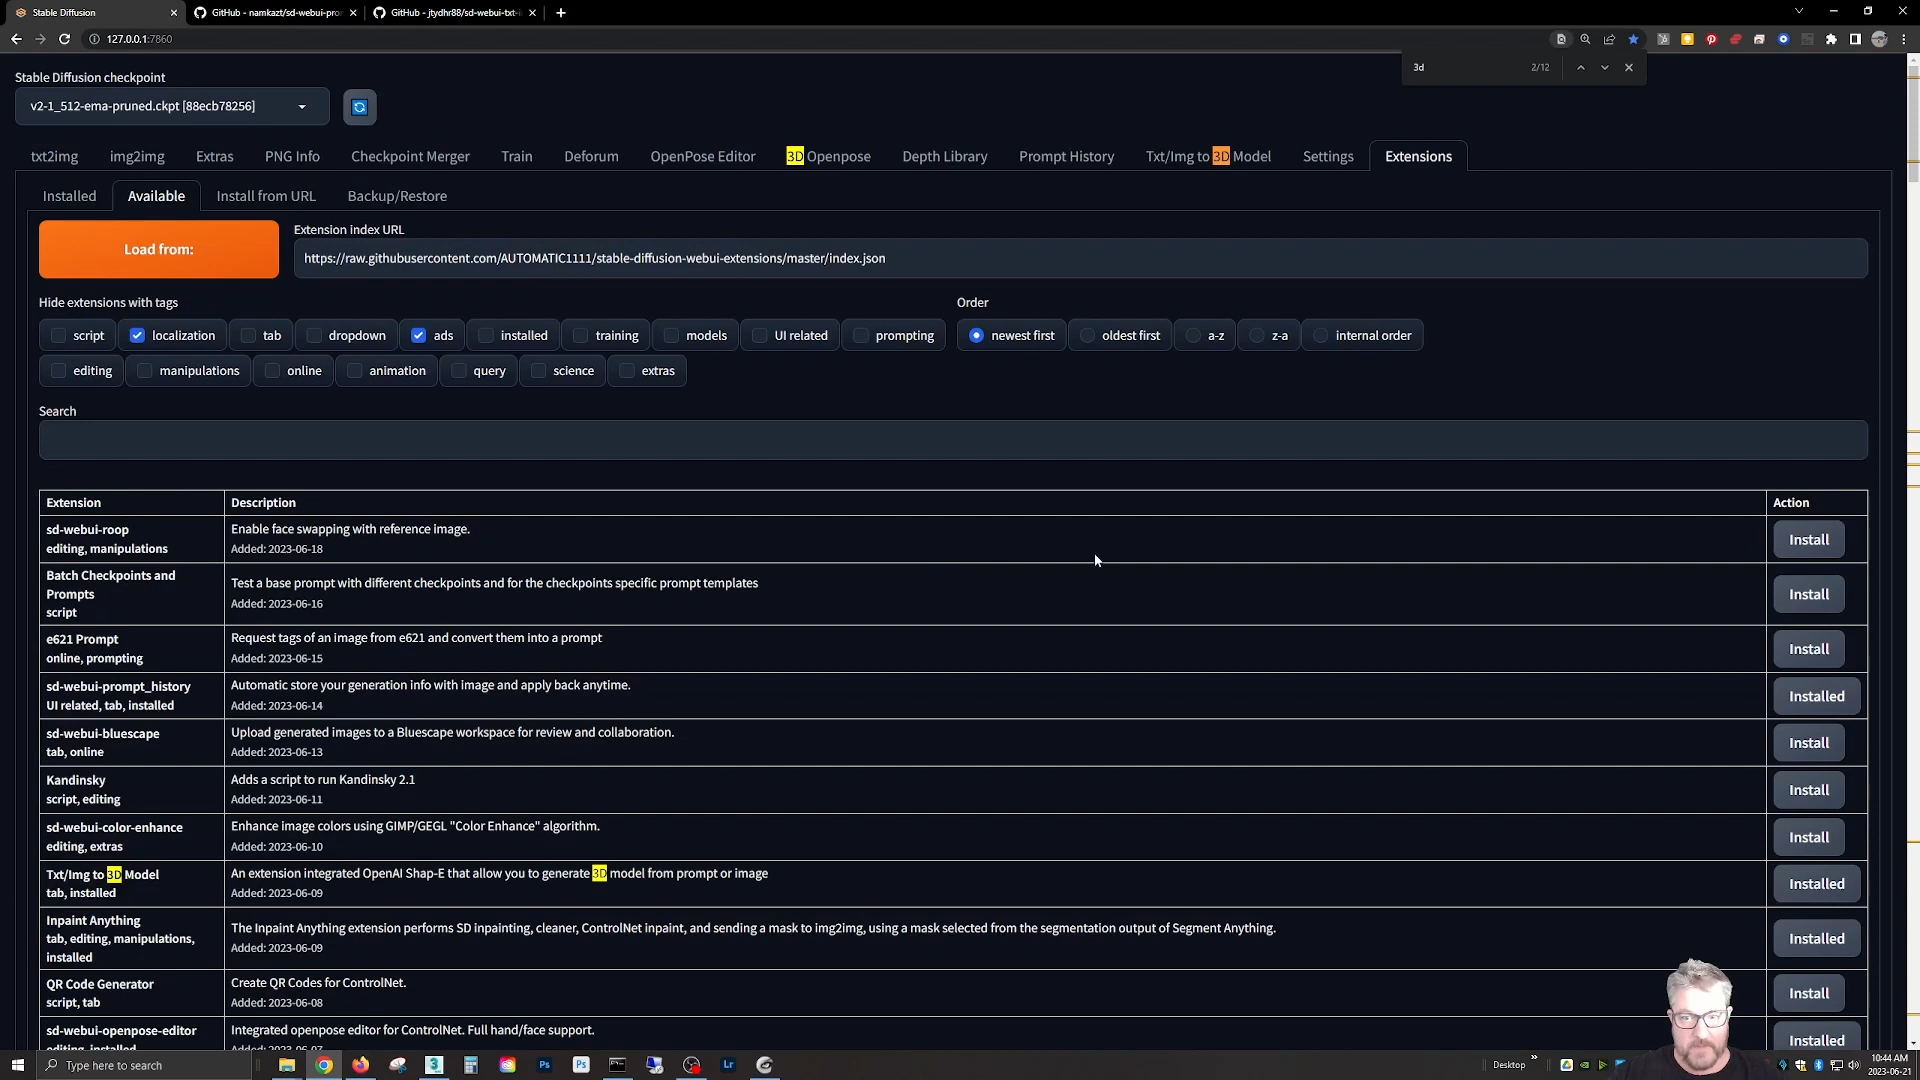 Stable Diffusion
GitHub - namkazt/sd-webui-pro
GitHub - jtydhr88/sd-webui-txt-i
127.0.0.1:7860
3d
2/12
Stable Diffusion checkpoint
v2-1_512-ema-pruned.ckpt [88ecb78256]
txt2img
img2img
Extras
PNG Info
Checkpoint Merger
Train
Deforum
OpenPose Editor
3D Openpose
Depth Library
Prompt History
Txt/Img to 3D Model
Settings
Extensions
Installed
Available
Install from URL
Backup/Restore
Load from:
Extension index URL
https://raw.githubusercontent.com/AUTOMATIC1111/stable-diffusion-webui-extensions/master/index.json
Hide extensions with tags
script
localization
tab
dropdown
ads
installed
training
models
UI related
prompting
editing
manipulations
online
animation
query
science
extras
Order
newest first
oldest first
a-z
z-a
internal order
Search
Extension
Description
Action
sd-webui-roop
editing, manipulations
Enable face swapping with reference image.
Added: 2023-06-18
Install
Batch Checkpoints and
Prompts
script
Test a base prompt with different checkpoints and for the checkpoints specific prompt templates
Added: 2023-06-16
Install
e621 Prompt
online, prompting
Request tags of an image from e621 and convert them into a prompt
Added: 2023-06-15
Install
sd-webui-prompt_history
UI related, tab, installed
Automatic store your generation info with image and apply back anytime.
Added: 2023-06-14
Installed
sd-webui-bluescape
tab, online
Upload generated images to a Bluescape workspace for review and collaboration.
Added: 2023-06-13
Install
Kandinsky
script, editing
Adds a script to run Kandinsky 2.1
Added: 2023-06-11
Install
sd-webui-color-enhance
editing, extras
Enhance image colors using GIMP/GEGL "Color Enhance" algorithm.
Added: 2023-06-10
Install
Txt/Img to 3D Model
tab, installed
An extension integrated OpenAI Shap-E that allow you to generate 3D model from prompt or image
Added: 2023-06-09
Installed
Inpaint Anything
tab, editing, manipulations,
installed
The Inpaint Anything extension performs SD inpainting, cleaner, ControlNet inpaint, and sending a mask to img2img, using a mask selected from the segmentation output of Segment Anything.
Added: 2023-06-09
Installed
QR Code Generator
script, tab
Create QR Codes for ControlNet.
Added: 2023-06-08
Install
sd-webui-openpose-editor
editing, installed
Integrated openpose editor for ControlNet. Full hand/face support.
Added: 2023-06-07
Installed
Type here to search
Ps
Ps
Lr
Desktop
10:44 AM
2023-06-21